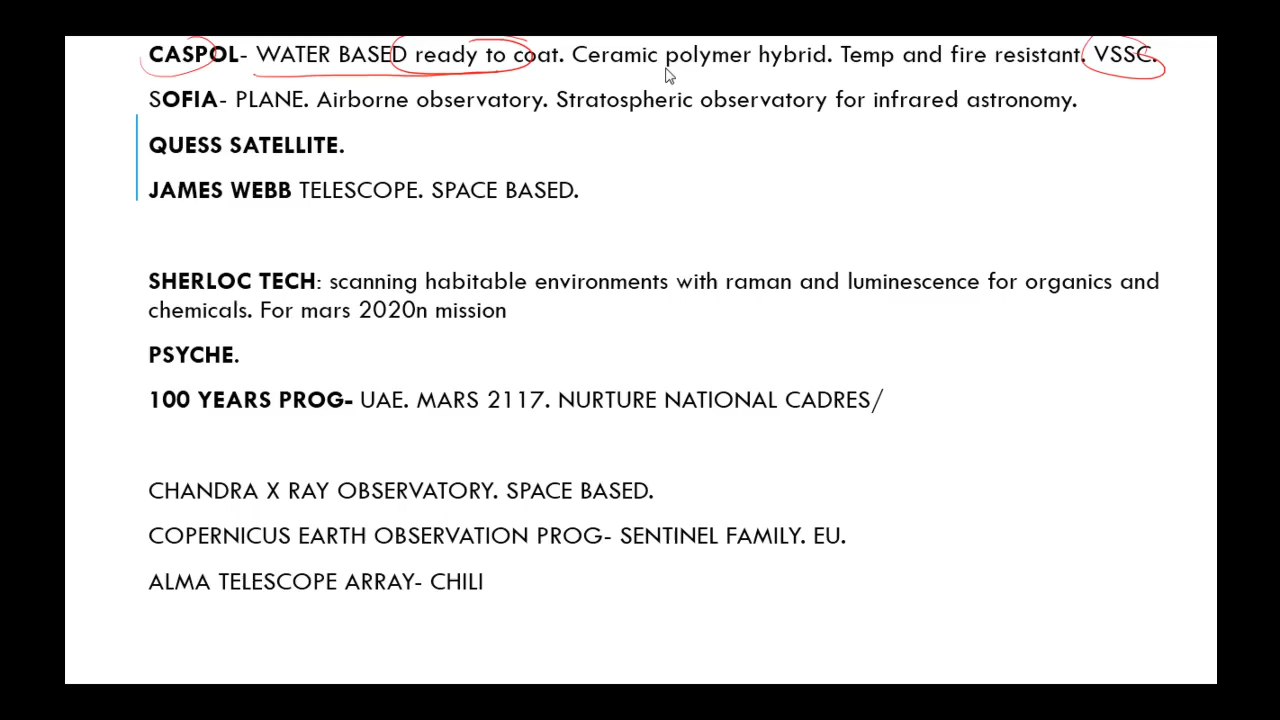 CASPOL- WATER BASED ready to coat. Ceramic polymer hybrid. Temp and fire resistant. VSSC.
SOFIA- PLANE. Airborne observatory. Stratospheric observatory for infrared astronomy.
QUESS SATELLITE.
JAMES WEBB TELESCOPE. SPACE BASED.
SHERLOC TECH: scanning habitable environments with raman and luminescence for organics and
chemicals. For mars 2020n mission
PSYCHE.
100 YEARS PROG- UAE. MARS 2117. NURTURE NATIONAL CADRES/
CHANDRA X RAY OBSERVATORY. SPACE BASED.
COPERNICUS EARTH OBSERVATION PROG- SENTINEL FAMILY. EU.
ALMA TELESCOPE ARRAY- CHILI